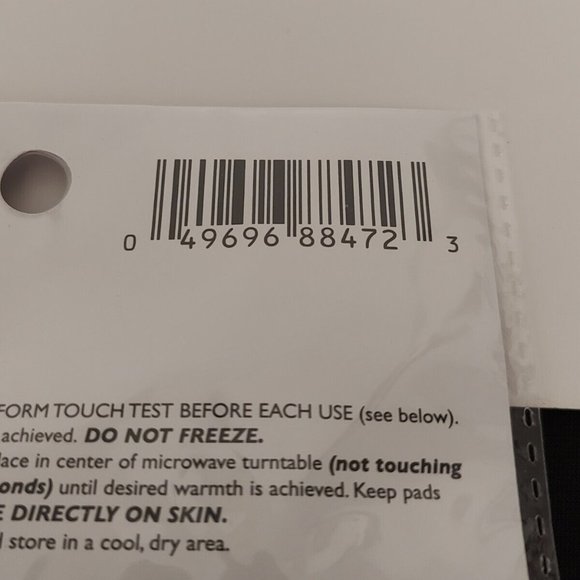 0 49696 88472 3
FORM TOUCH TEST BEFORE EACH USE (see below).
achieved. DO NOT FREEZE.
lace in center of microwave turntable (not touching
onds) until desired warmth is achieved. Keep pads
E DIRECTLY ON SKIN.
store in a cool, dry area.